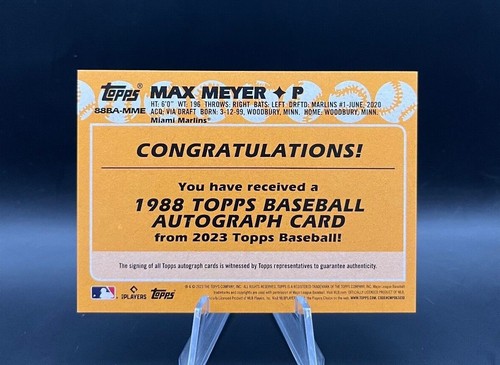 Topps®
88BA-MME
MAX MEYER ✦ P
HT: 6'0" WT: 196 THROWS: RIGHT BATS: LEFT DRFTD: MARLINS #1-JUNE, 2020
ACQ: VIA DRAFT BORN: 3-12-99, WOODBURY, MINN. HOME: WOODBURY, MINN.
Miami Marlins™
CONGRATULATIONS!
You have received a
1988 TOPPS BASEBALL
AUTOGRAPH CARD
from 2023 Topps Baseball!
The signing of all Topps autograph cards is witnessed by Topps representatives to guarantee authenticity.
PLAYERS
Topps